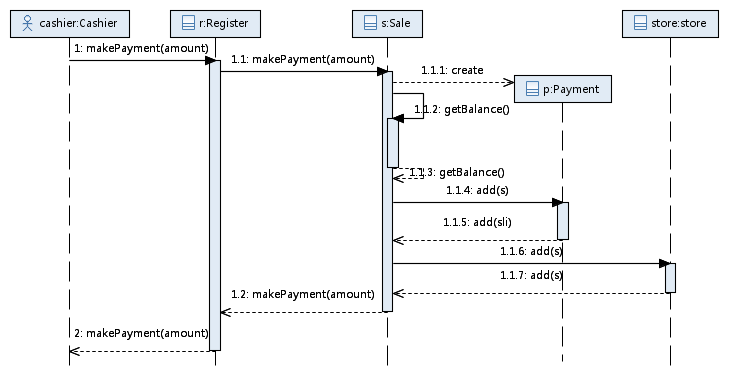 cashier:Cashier
r:Register
s:Sale
store:store
1: makePayment(amount)
1.1: makePayment(amount)
1.1.1: create
p:Payment
1.1.2: getBalance()
1.1.3: getBalance()
1.1.4: add(s)
1.1.5: add(sli)
1.1.6: add(s)
1.1.7: add(s)
1.2: makePayment(amount)
2: makePayment(amount)